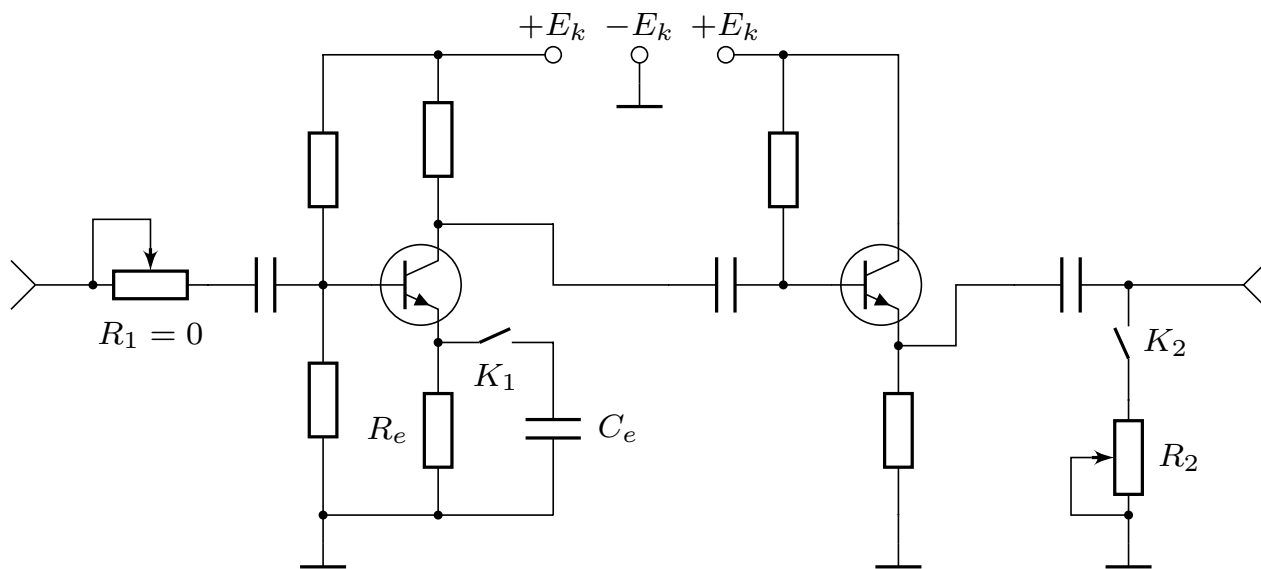 +E_k −E_k +E_k
R_1 = 0
K_1
K_2
R_e
C_e
R_2